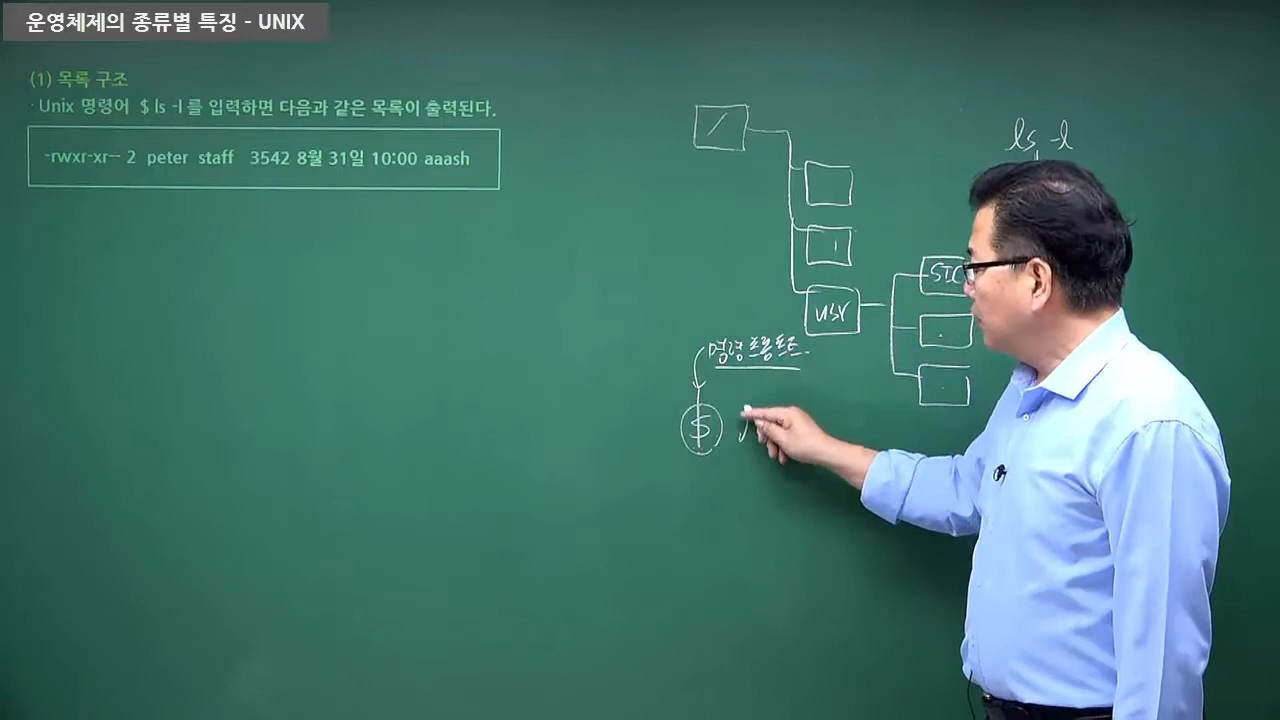 운영체제의 종류별 특징 - UNIX
(1) 목록 구조
· Unix 명령어 $ ls -l 를 입력하면 다음과 같은 목록이 출력된다.
-rwxr-xr-- 2 peter staff 3542 8월 31일 10:00 aaash
/
ls -l
usr
명령 프롬프트
$